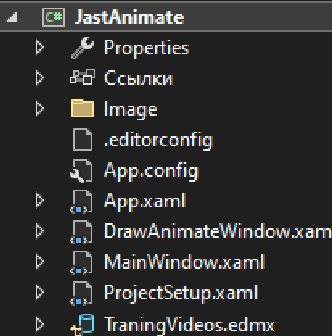 C# JastAnimate
Properties
Ссылки
Image
.editorconfig
App.config
App.xaml
DrawAnimateWindow.xam
MainWindow.xaml
ProjectSetup.xaml
TraningVideos.edmx